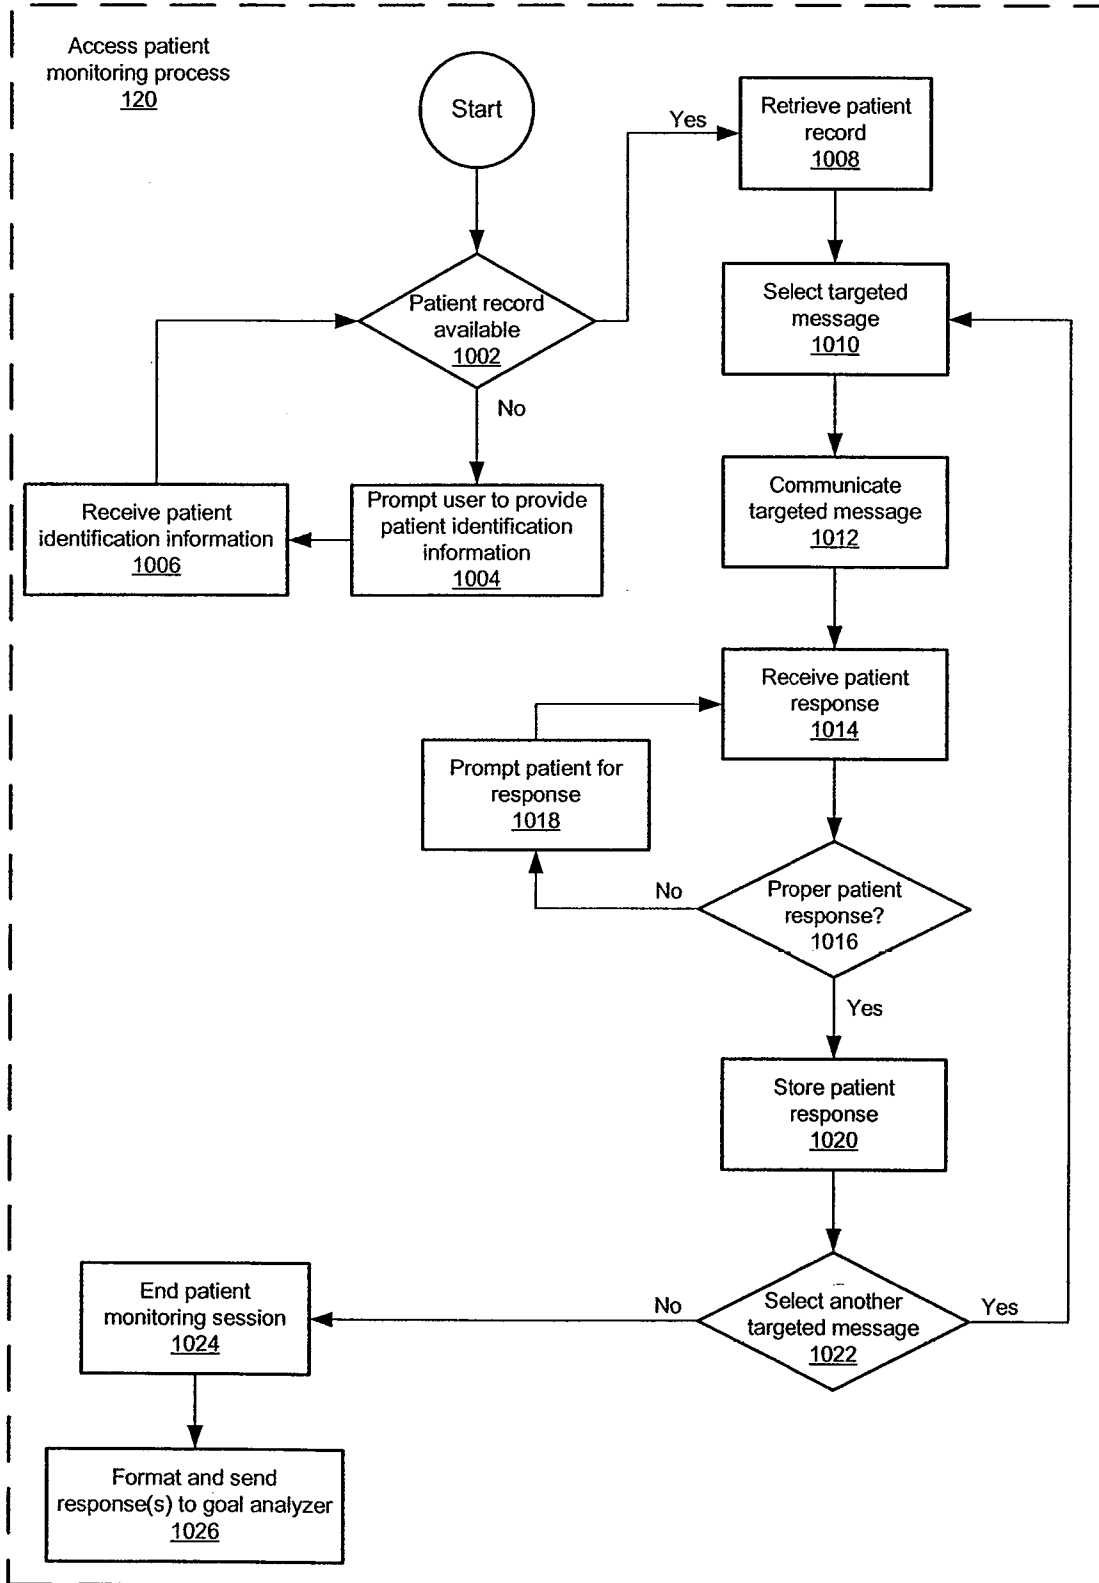 Access patient
monitoring process
120
Start
Yes
Retrieve patient
record
1008
Patient record
available
1002
Select targeted
message
1010
No
Receive patient
identification information
1006
Prompt user to provide
patient identification
information
1004
Communicate
targeted message
1012
Receive patient
response
1014
Prompt patient for
response
1018
No
Proper patient
response?
1016
Yes
Store patient
response
1020
End patient
monitoring session
1024
No
Select another
targeted message
1022
Yes
Format and send
response(s) to goal analyzer
1026